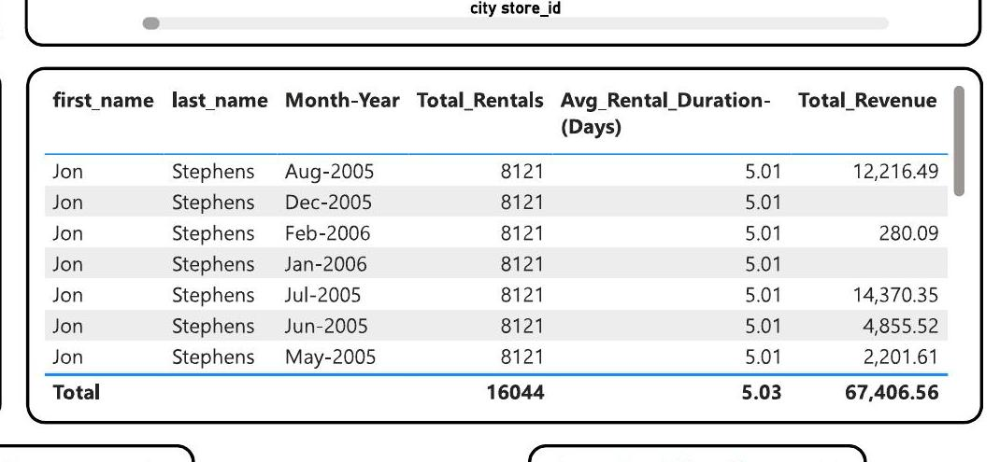 city store_id
first_name last_name Month-Year Total_Rentals Avg_Rental_Duration- Total_Revenue
(Days)
Jon Stephens Aug-2005 8121 5.01 12,216.49
Jon Stephens Dec-2005 8121 5.01
Jon Stephens Feb-2006 8121 5.01 280.09
Jon Stephens Jan-2006 8121 5.01
Jon Stephens Jul-2005 8121 5.01 14,370.35
Jon Stephens Jun-2005 8121 5.01 4,855.52
Jon Stephens May-2005 8121 5.01 2,201.61
Total 16044 5.03 67,406.56